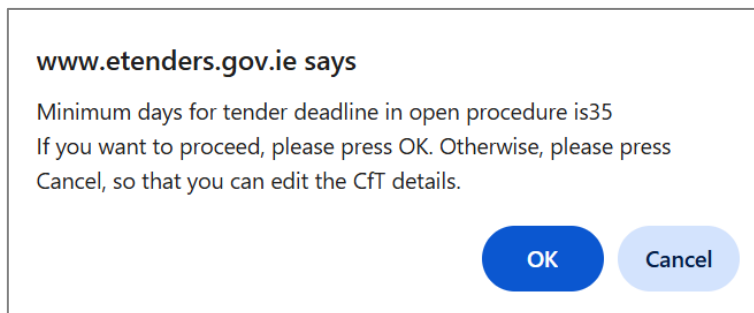 www.etenders.gov.ie says
Minimum days for tender deadline in open procedure is35
If you want to proceed, please press OK. Otherwise, please press
Cancel, so that you can edit the CfT details.
OK
Cancel